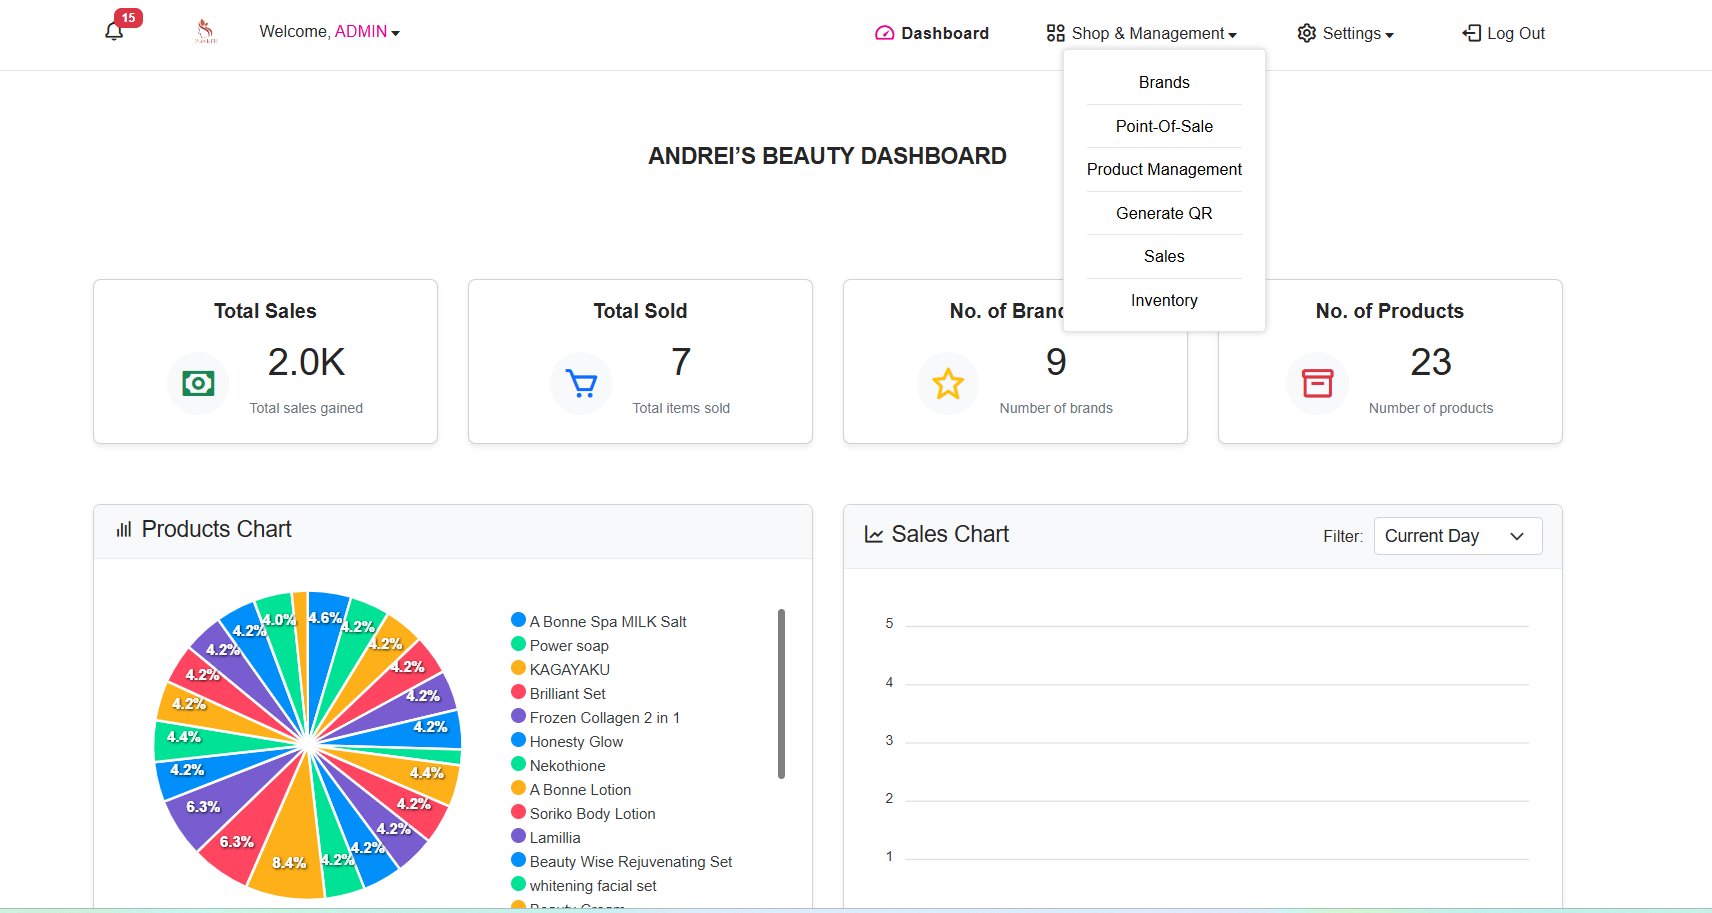 15
Welcome, ADMIN
Dashboard
Shop & Management
Settings
Log Out
Brands
Point-Of-Sale
Product Management
Generate QR
Sales
Inventory
ANDREI’S BEAUTY DASHBOARD
Total Sales
2.0K
Total sales gained
Total Sold
7
Total items sold
No. of Bran
9
Number of brands
No. of Products
23
Number of products
Products Chart
4.6%
4.2%
4.2%
4.2%
4.2%
4.2%
4.4%
4.2%
4.2%
4.2%
4.2%
8.4%
6.3%
6.3%
4.2%
4.4%
4.2%
4.2%
4.2%
4.2%
4.0%
A Bonne Spa MILK Salt
Power soap
KAGAYAKU
Brilliant Set
Frozen Collagen 2 in 1
Honesty Glow
Nekothione
A Bonne Lotion
Soriko Body Lotion
Lamillia
Beauty Wise Rejuvenating Set
whitening facial set
Beauty Cream
Sales Chart
Filter:
Current Day
5
4
3
2
1